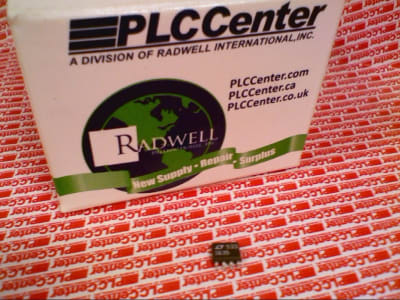 PLCCenter
A DIVISION OF RADWELL INTERNATIONAL, INC.
PLCCenter.com
PLCCenter.ca
PLCCenter.co.uk
RADWELL
New Supply • Repair • Surplus